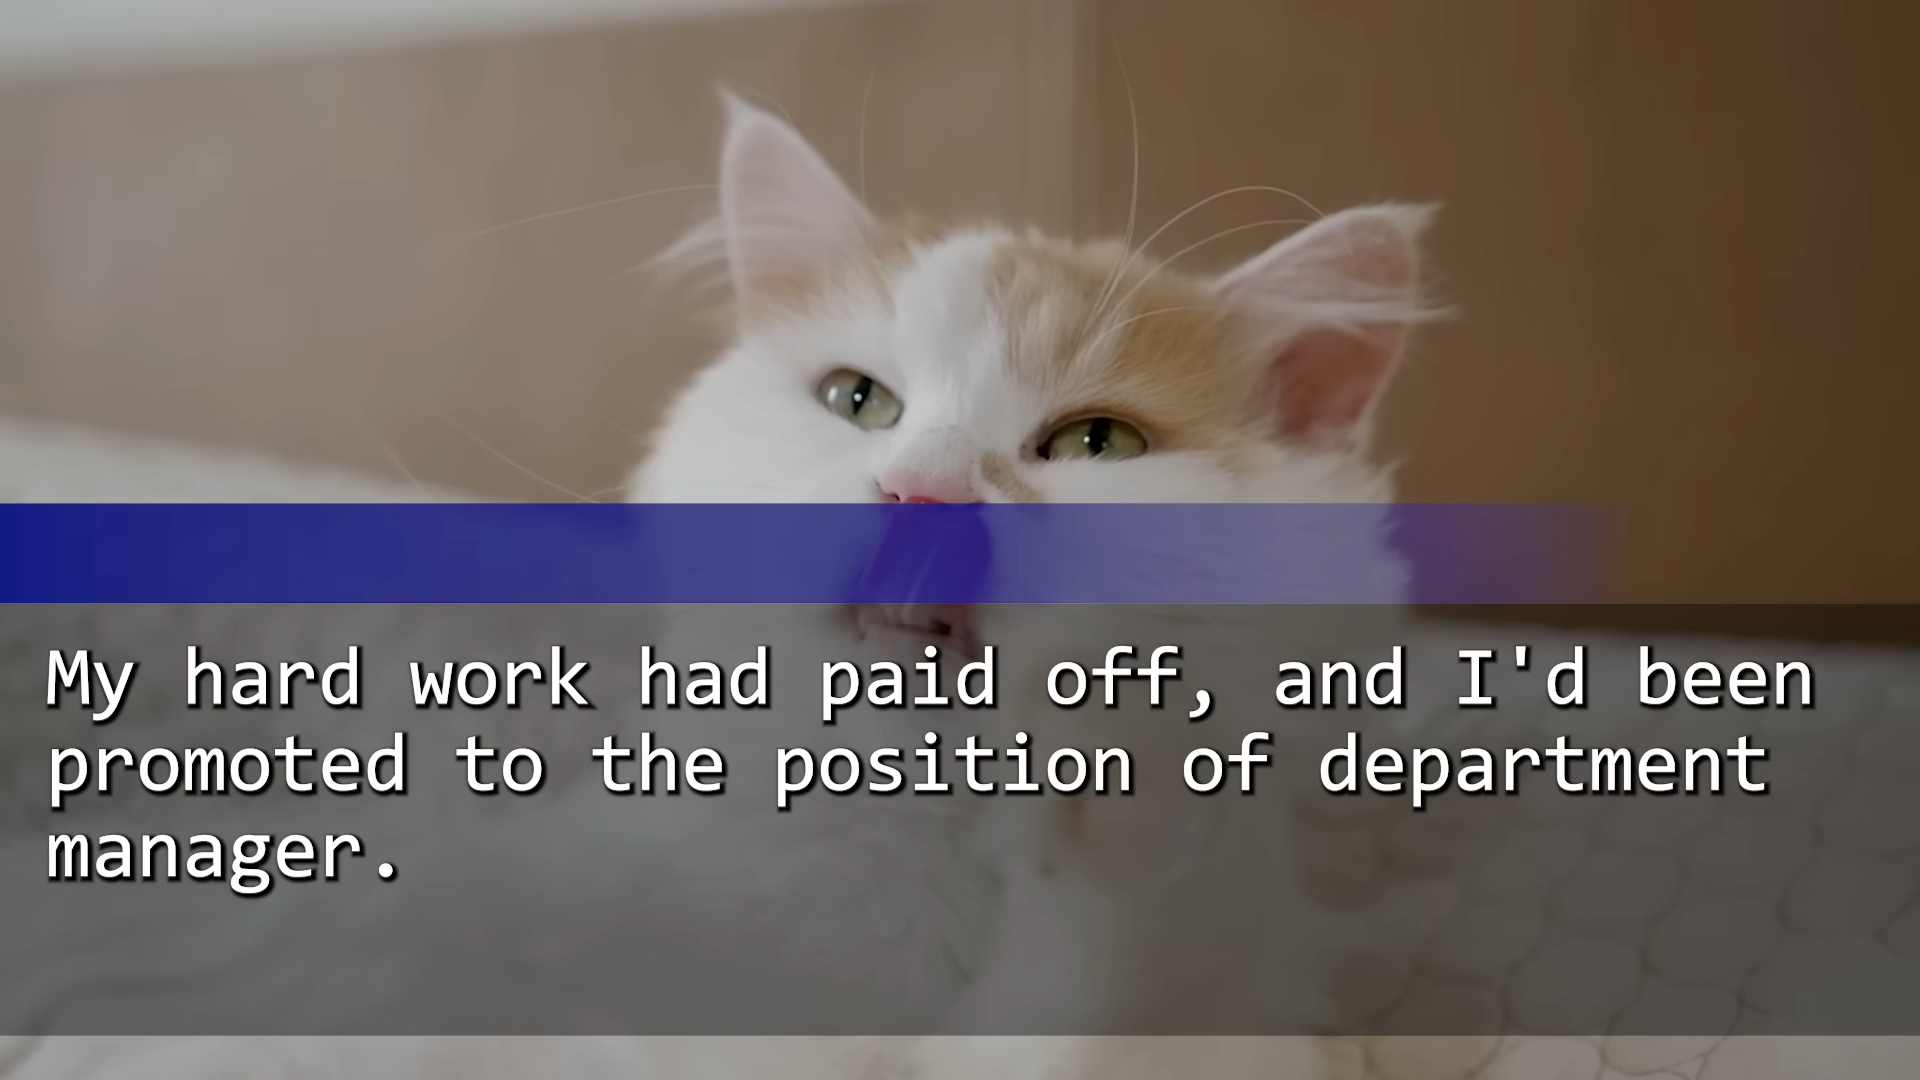 My hard work had paid off, and I'd been
promoted to the position of department
manager.